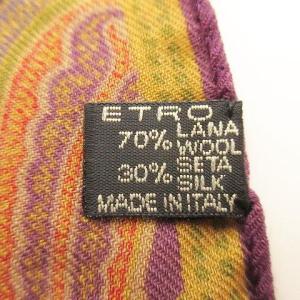 ETRO
70% LANA
WOOL
30% SETA
SILK
MADE IN ITALY